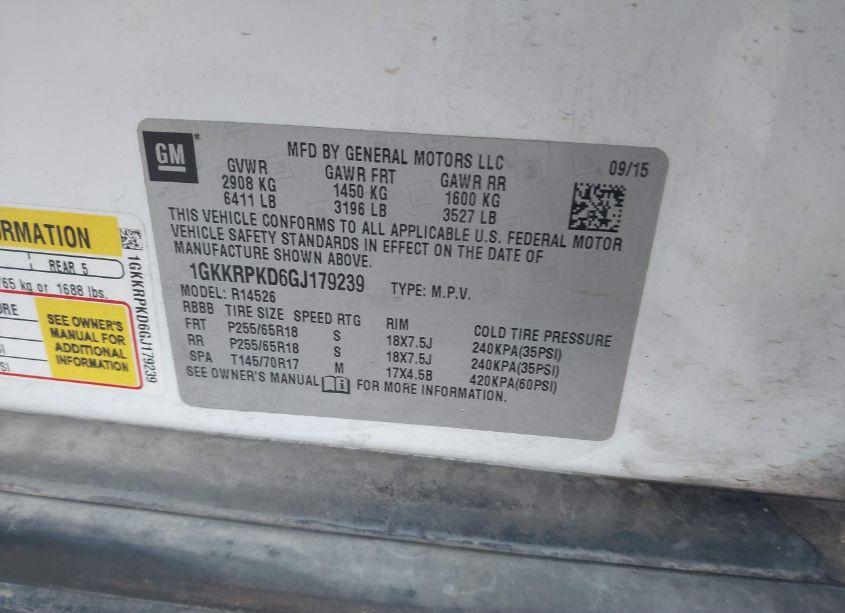 GM
MFD BY GENERAL MOTORS LLC
09/15
GVWR GAWR FRT GAWR RR
2908 KG 1450 KG 1600 KG
6411 LB 3196 LB 3527 LB
THIS VEHICLE CONFORMS TO ALL APPLICABLE U.S. FEDERAL MOTOR
VEHICLE SAFETY STANDARDS IN EFFECT ON THE DATE OF
MANUFACTURE SHOWN ABOVE.
1GKKRPKD6GJ179239 TYPE: M.P.V.
MODEL: R14526
RBBB TIRE SIZE SPEED RTG RIM COLD TIRE PRESSURE
FRT P255/65R18 S 18X7.5J 240KPA(35PSI)
RR P255/65R18 S 18X7.5J 240KPA(35PSI)
SPA T145/70R17 M 17X4.5B 420KPA(60PSI)
SEE OWNER'S MANUAL FOR MORE INFORMATION.
RMATION
REAR 5
765 kg or 1688 lbs.
URE
SEE OWNER'S
MANUAL FOR
ADDITIONAL
INFORMATION
SI
PSI
1GKKRPKD6GJ179239